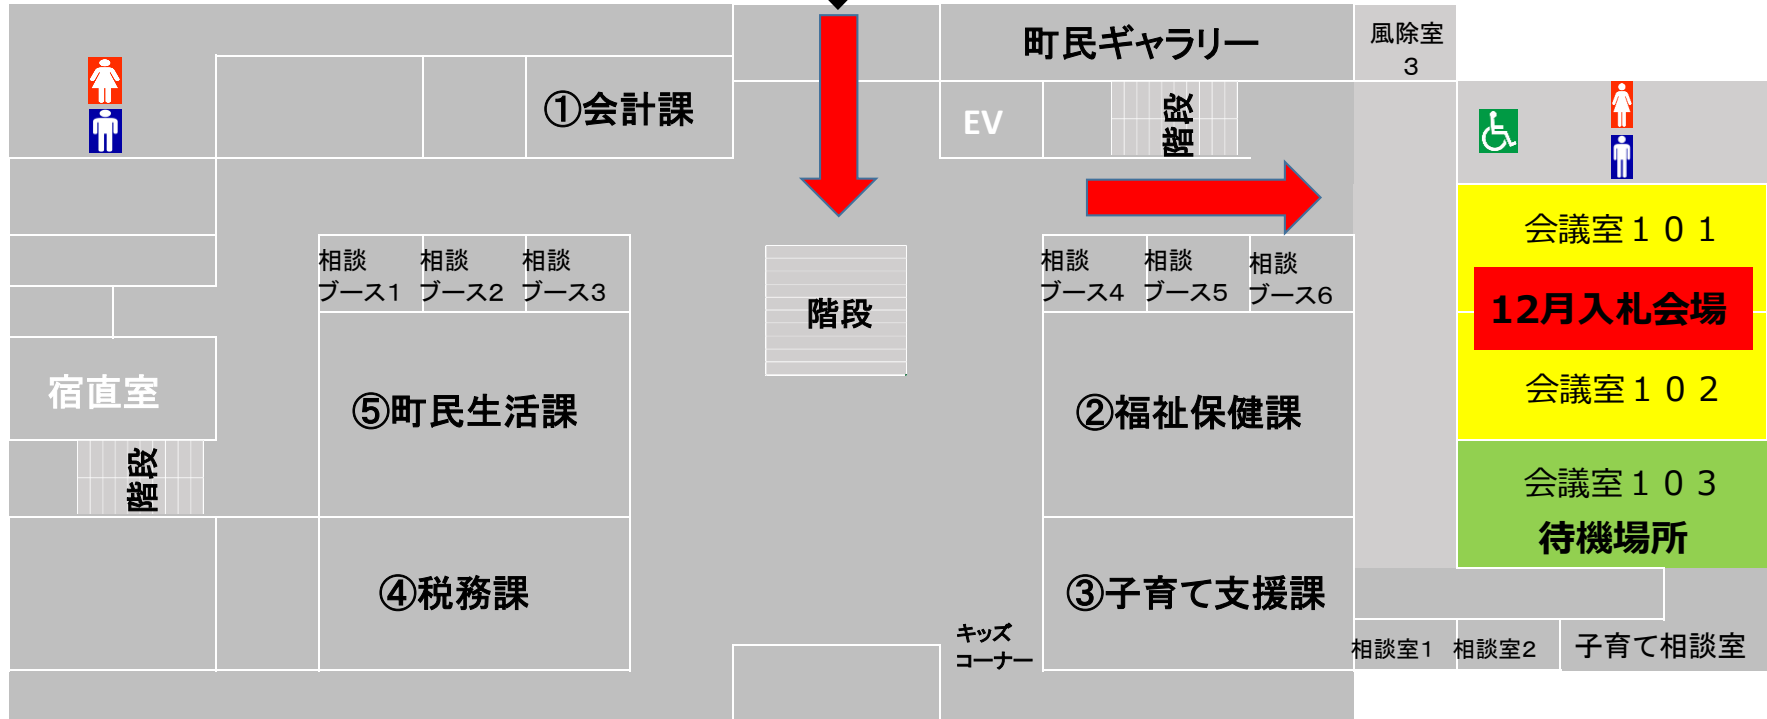 町民ギャラリー
風除室
3
①会計課
EV
階段
会議室１０１
相談
ブース1
相談
ブース2
相談
ブース3
階段
相談
ブース4
相談
ブース5
相談
ブース6
12月入札会場
宿直室
⑤町民生活課
②福祉保健課
会議室１０２
階段
会議室１０３
待機場所
④税務課
③子育て支援課
キッズ
コーナー
相談室1
相談室2
子育て相談室